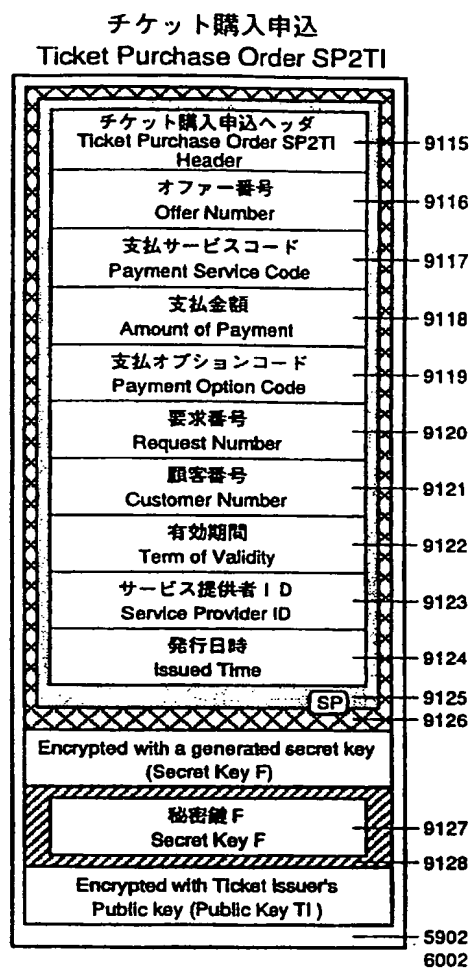 チケット購入申込
Ticket Purchase Order SP2TI
チケット購入申込ヘッダ
Ticket Purchase Order SP2TI
Header
9115
オファー番号
Offer Number
9116
支払サービスコード
Payment Service Code
9117
支払金額
Amount of Payment
9118
支払オプションコード
Payment Option Code
9119
要求番号
Request Number
9120
顧客番号
Customer Number
9121
有効期間
Term of Validity
9122
サービス提供者ID
Service Provider ID
9123
発行日時
Issued Time
9124
SP
9125
9126
Encrypted with a generated secret key
(Secret Key F)
秘密鍵F
Secret Key F
9127
9128
Encrypted with Ticket Issuer's
Public key (Public Key TI )
5902
6002